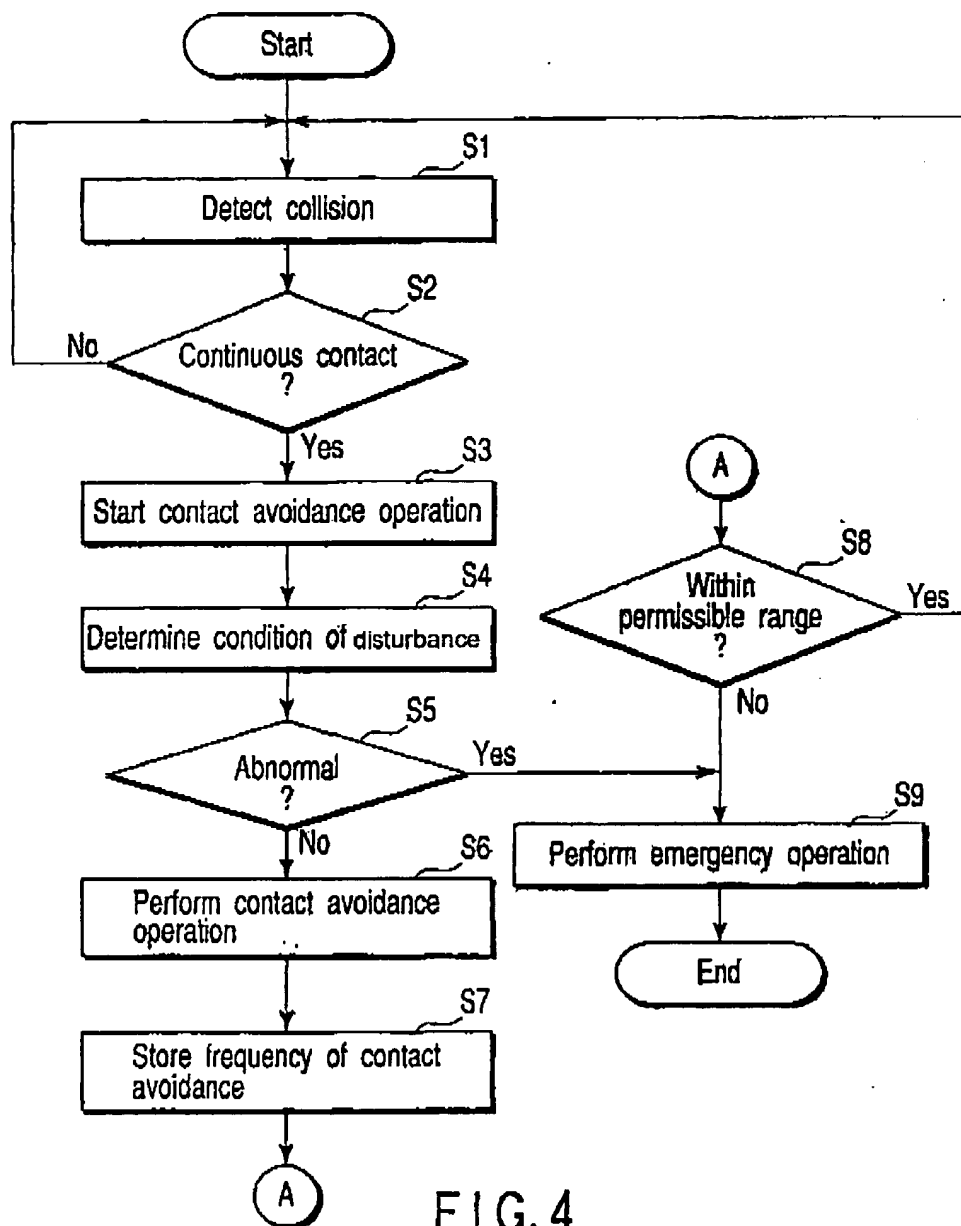 Start
S1
Detect collision
S2
No
Continuous contact
?
Yes
S3
Start contact avoidance operation
S4
Determine condition of disturbance
S5
Abnormal
?
Yes
No
S6
Perform contact avoidance
operation
S7
Store frequency of contact
avoidance
A
A
S8
Within
permissible range
?
Yes
No
S9
Perform emergency operation
End
FIG. 4